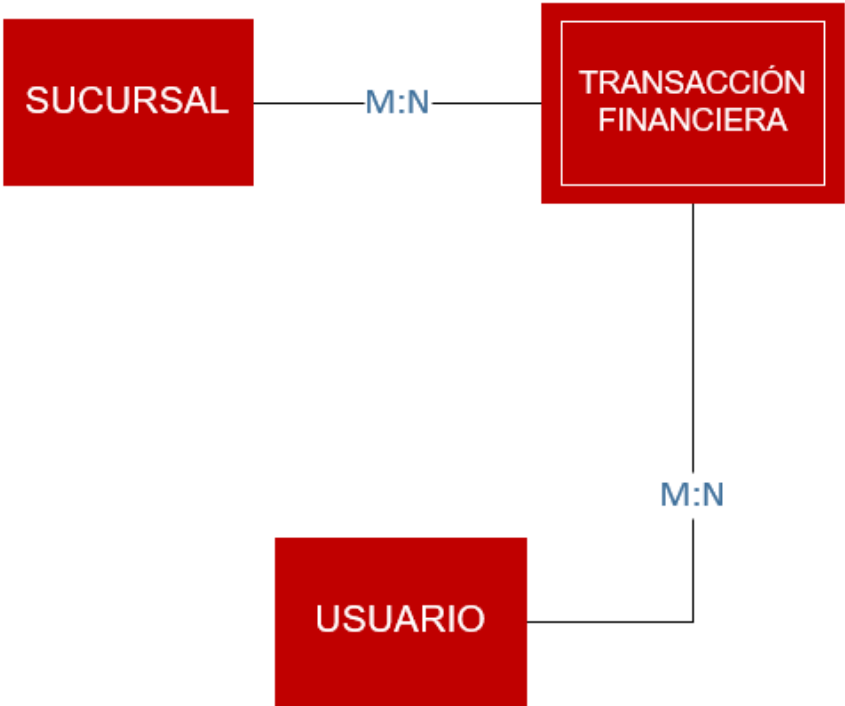 SUCURSAL
M:N
TRANSACCIÓN
FINANCIERA
M:N
USUARIO